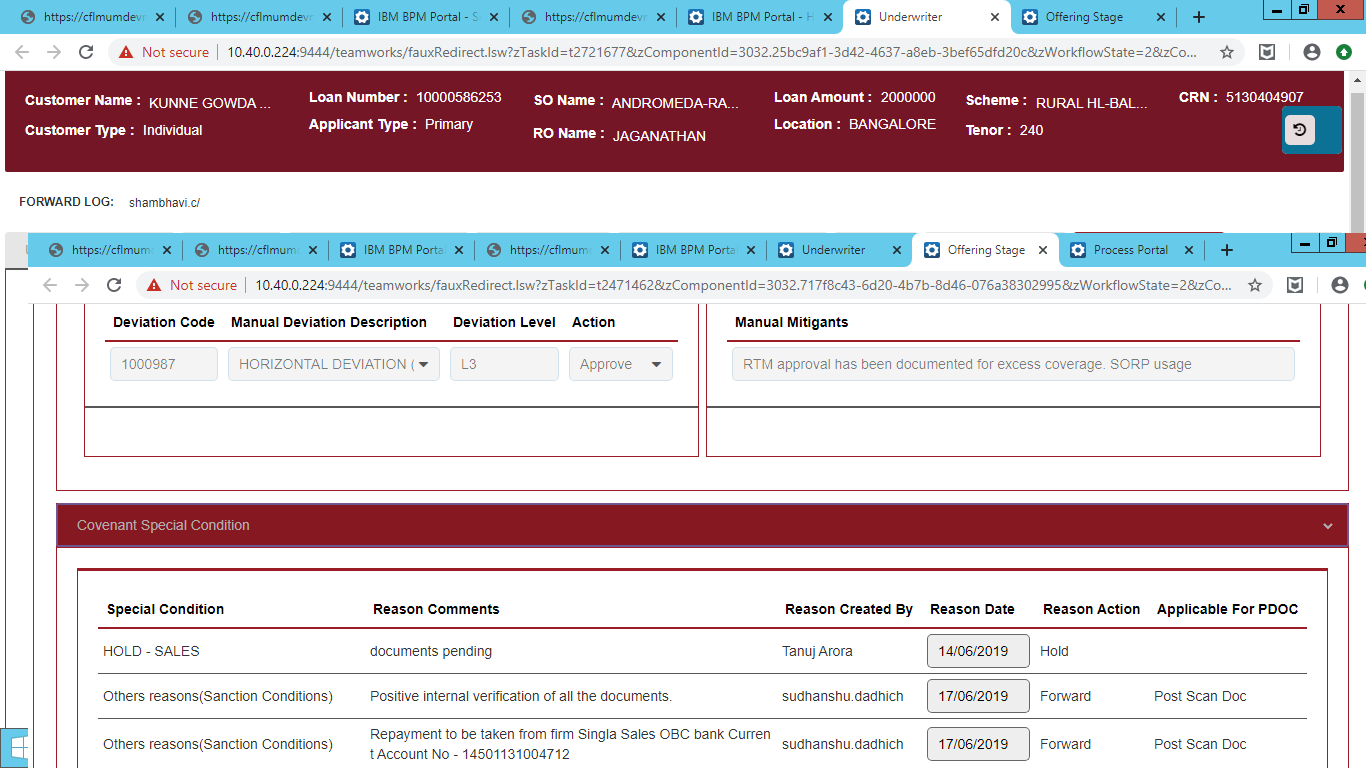 https://cflmumdevr
https://cflmumdevr
IBM BPM Portal - S
https://cflmumdevr
IBM BPM Portal - H
Underwriter
Offering Stage
Not secure
10.40.0.224:9444/teamworks/fauxRedirect.lsw?zTaskId=t2721677&zComponentId=3032.25bc9af1-3d42-4637-a8eb-3bef65dfd20c&zWorkflowState=2&zCo...
Customer Name : KUNNE GOWDA ...
Loan Number : 10000586253
SO Name : ANDROMEDA-RA...
Loan Amount : 2000000
Scheme : RURAL HL-BAL...
CRN : 5130404907
Customer Type : Individual
Applicant Type : Primary
RO Name : JAGANATHAN
Location : BANGALORE
Tenor : 240
FORWARD LOG: shambhavi.c/
https://cflmum
https://cflmum
IBM BPM Porta
https://cflmum
IBM BPM Porta
Underwriter
Offering Stage
Process Portal
Not secure
10.40.0.224:9444/teamworks/fauxRedirect.lsw?zTaskId=t2471462&zComponentId=3032.717f8c43-6d20-4b7b-8d46-076a38302995&zWorkflowState=2&zCo...
Deviation Code Manual Deviation Description Deviation Level Action
Manual Mitigants
1000987 HORIZONTAL DEVIATION ( L3 Approve
RTM approval has been documented for excess coverage. SORP usage
Covenant Special Condition
Special Condition Reason Comments Reason Created By Reason Date Reason Action Applicable For PDOC
HOLD - SALES documents pending Tanuj Arora 14/06/2019 Hold
Others reasons(Sanction Conditions) Positive internal verification of all the documents. sudhanshu.dadhich 17/06/2019 Forward Post Scan Doc
Others reasons(Sanction Conditions) Repayment to be taken from firm Singla Sales OBC bank Curren
t Account No - 14501131004712 sudhanshu.dadhich 17/06/2019 Forward Post Scan Doc